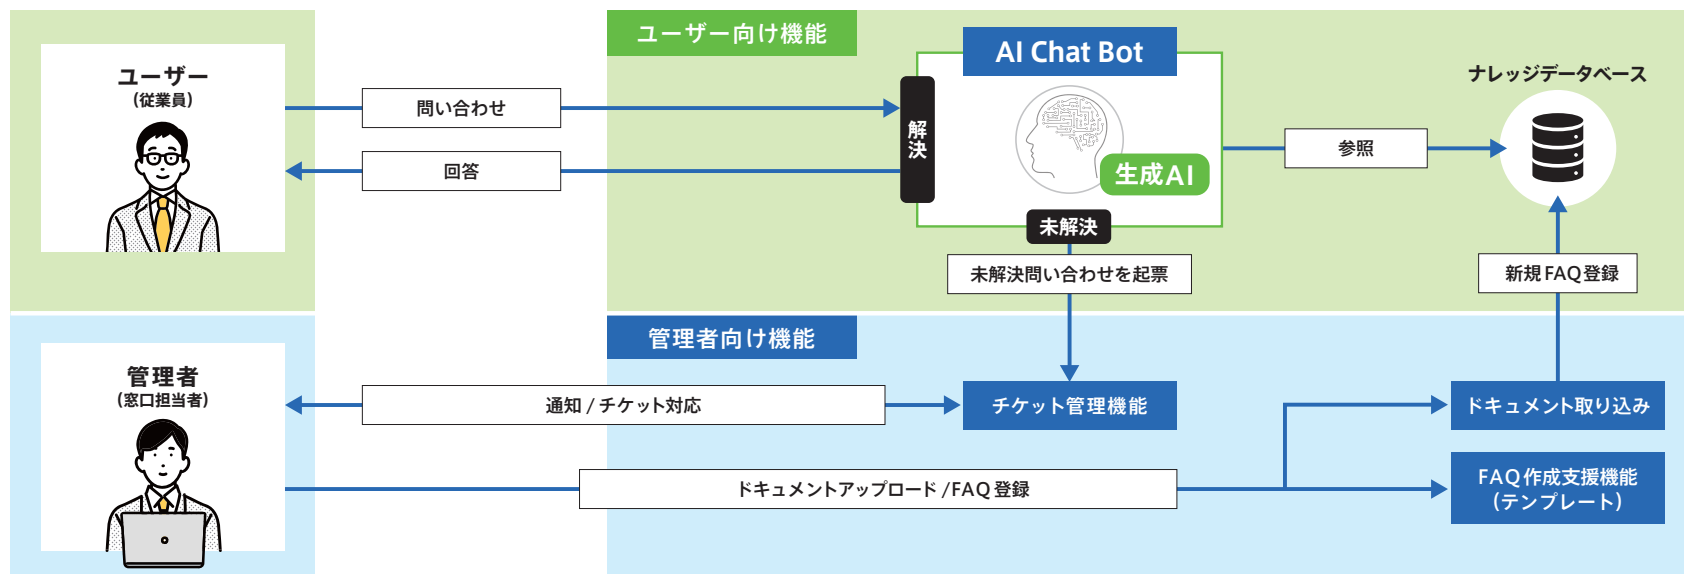 ユーザー向け機能
AI Chat Bot
ユーザー
(従業員)
問い合わせ
回答
解決
生成AI
未解決
参照
ナレッジデータベース
未解決問い合わせを起票
新規FAQ登録
管理者向け機能
管理者
(窓口担当者)
通知 / チケット対応
チケット管理機能
ドキュメント取り込み
ドキュメントアップロード /FAQ登録
FAQ作成支援機能
(テンプレート)